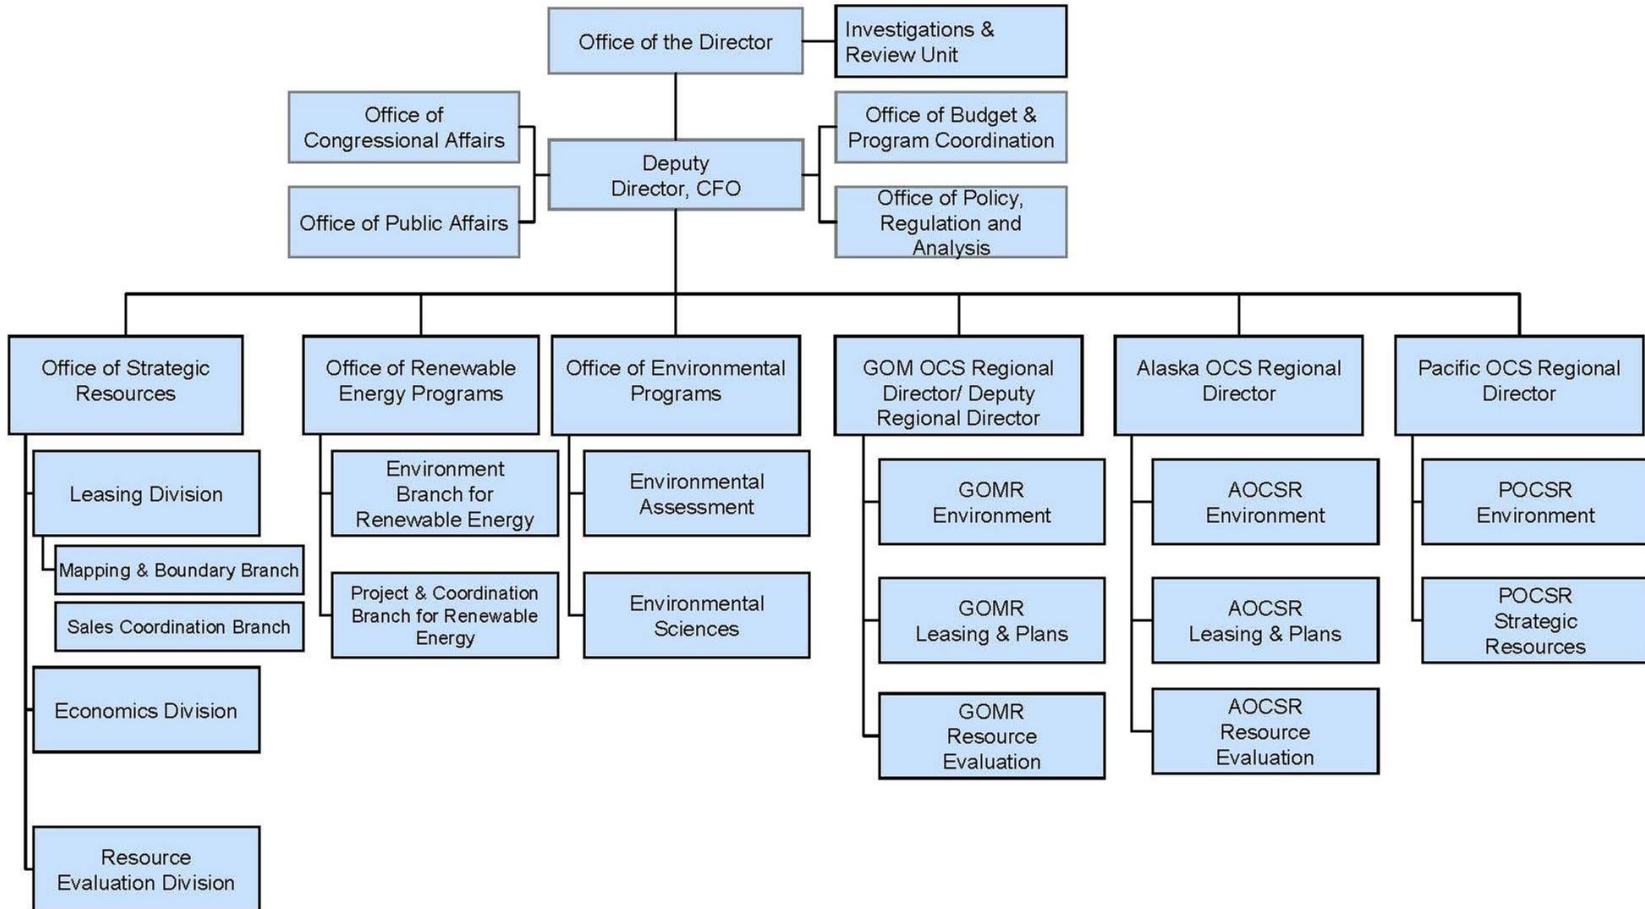 Office of the Director
Investigations &
Review Unit
Office of
Congressional Affairs
Office of Budget &
Program Coordination
Deputy
Director, CFO
Office of Public Affairs
Office of Policy,
Regulation and
Analysis
Office of Strategic
Resources
Office of Renewable
Energy Programs
Office of Environmental
Programs
GOM OCS Regional
Director/ Deputy
Regional Director
Alaska OCS Regional
Director
Pacific OCS Regional
Director
Leasing Division
Mapping & Boundary Branch
Sales Coordination Branch
Economics Division
Resource
Evaluation Division
Environment
Branch for
Renewable Energy
Project & Coordination
Branch for Renewable
Energy
Environmental
Assessment
Environmental
Sciences
GOMR
Environment
GOMR
Leasing & Plans
GOMR
Resource
Evaluation
AOCSR
Environment
AOCSR
Leasing & Plans
AOCSR
Resource
Evaluation
POCSR
Environment
POCSR
Strategic
Resources